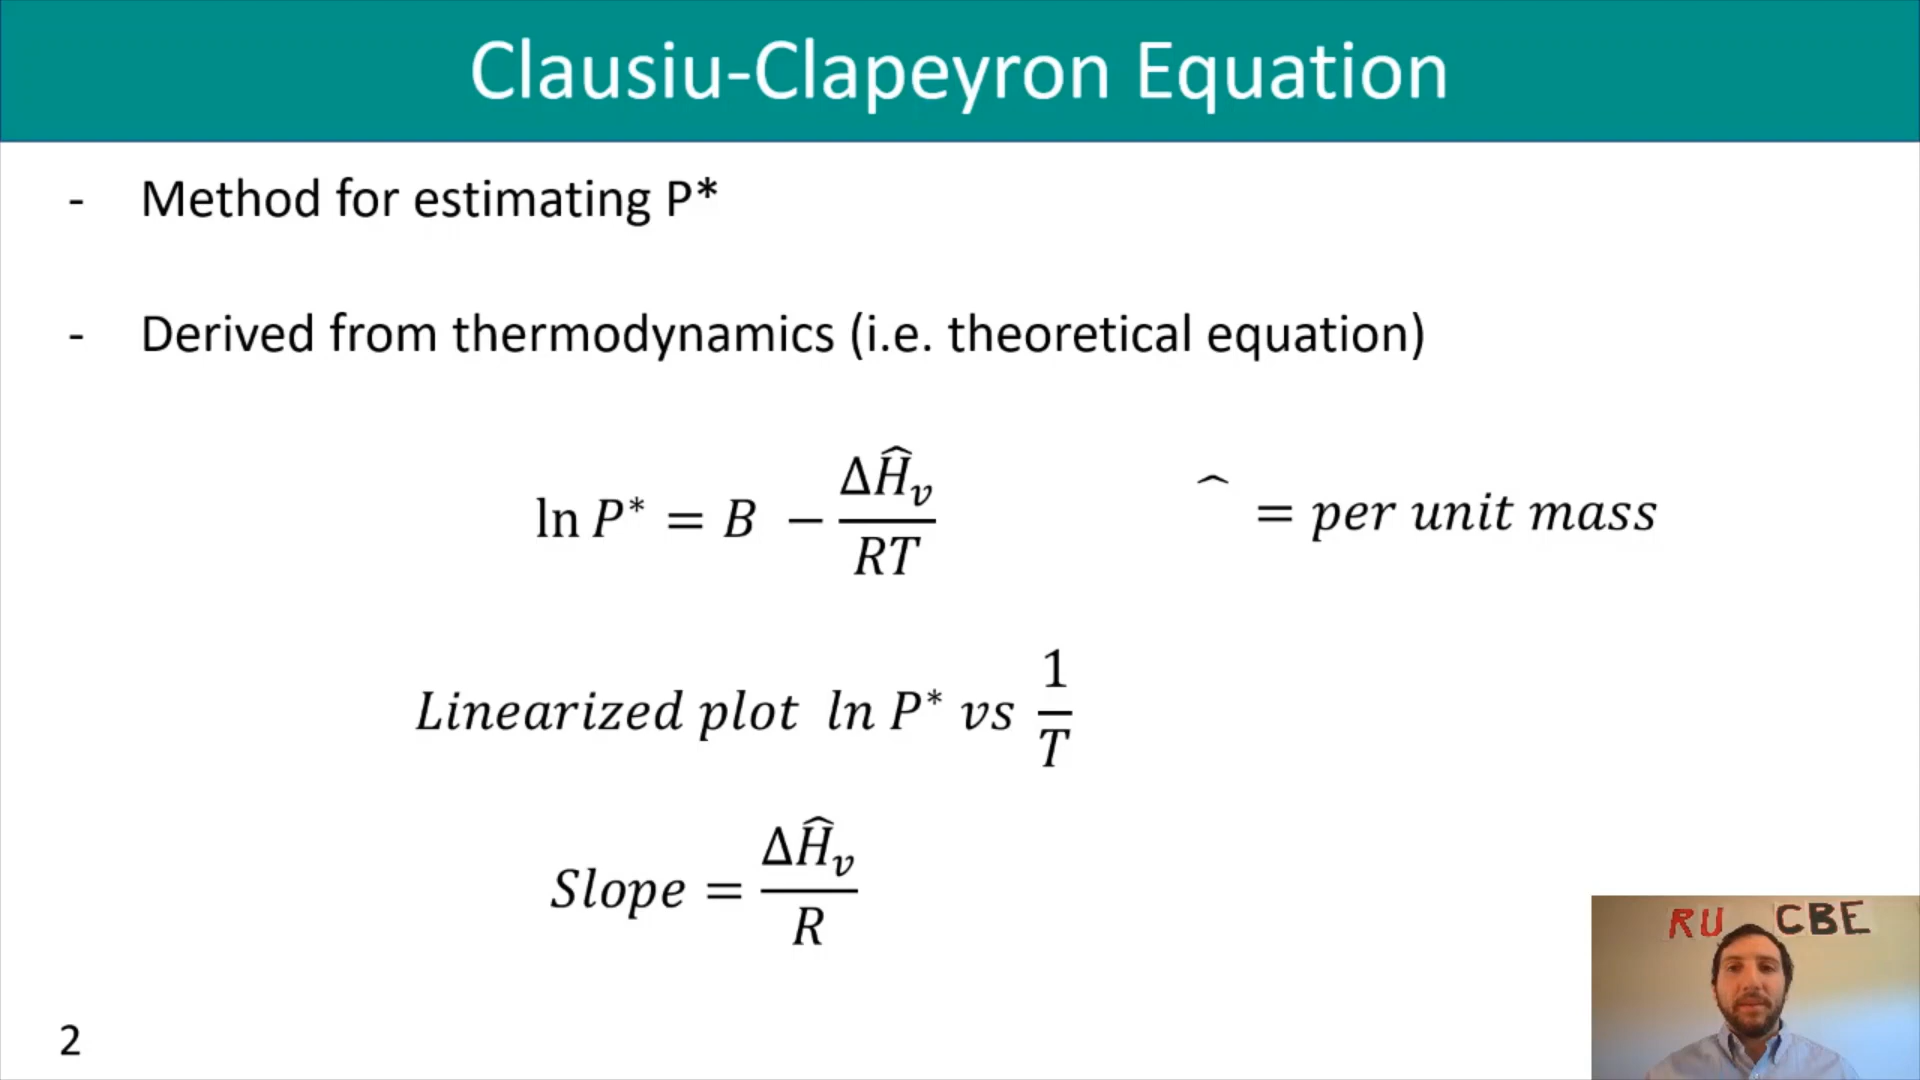 Clausiu-Clapeyron Equation
- Method for estimating P*
- Derived from thermodynamics (i.e. theoretical equation)
ln P* = B − ΔĤᵥ/RT
ˆ = per unit mass
Linearized plot ln P* vs 1/T
Slope = ΔĤᵥ/R
RU CBE
2